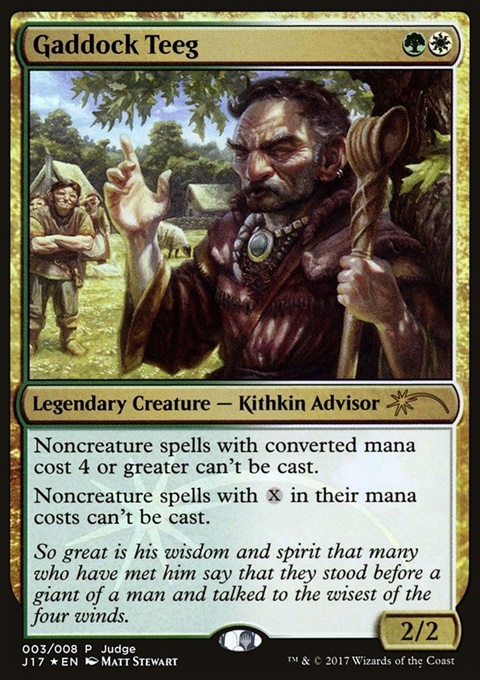 Gaddock Teeg
Legendary Creature — Kithkin Advisor
Noncreature spells with converted mana
cost 4 or greater can't be cast.
Noncreature spells with X in their mana
costs can't be cast.
So great is his wisdom and spirit that many
who have met him say that they stood before a
giant of a man and talked to the wisest of the
four winds.
2/2
003/008 P Judge
J17 ★ EN Matt Stewart
™ & © 2017 Wizards of the Coast